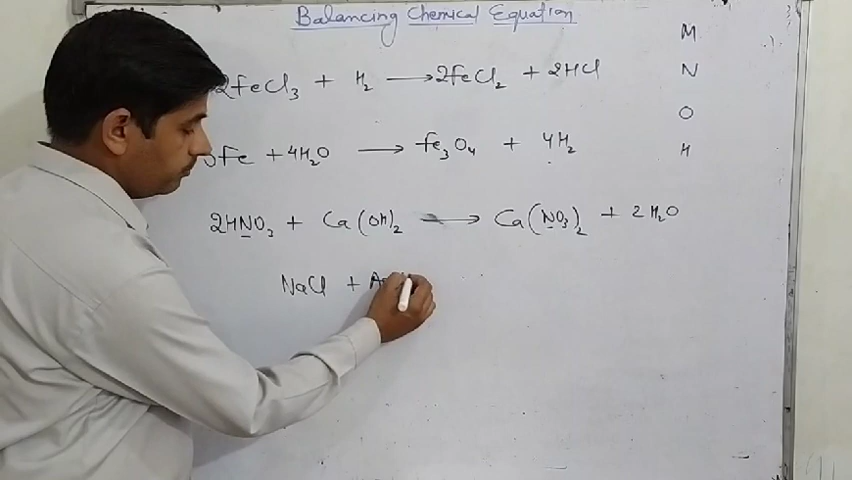 Balancing Chemical Equation
2FeCl₃ + H₂ ⟶ 2FeCl₂ + 2HCl
3Fe + 4H₂O ⟶ Fe₃O₄ + 4H₂
2HNO₃ + Ca(OH)₂ ⟶ Ca(NO₃)₂ + 2H₂O
NaCl +
M
N
O
H